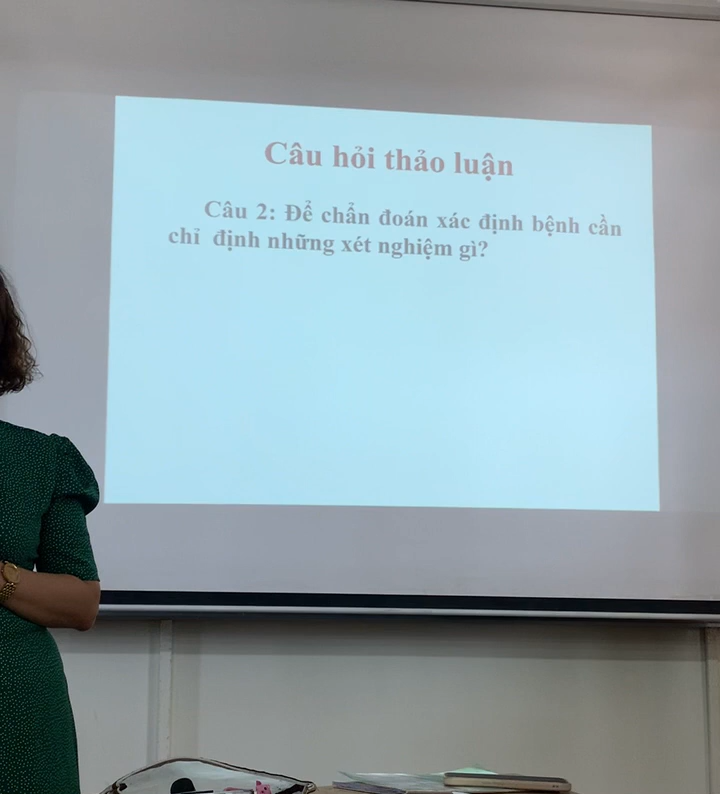 Câu hỏi thảo luận
Câu 2: Để chẩn đoán xác định bệnh cần
chỉ định những xét nghiệm gì?